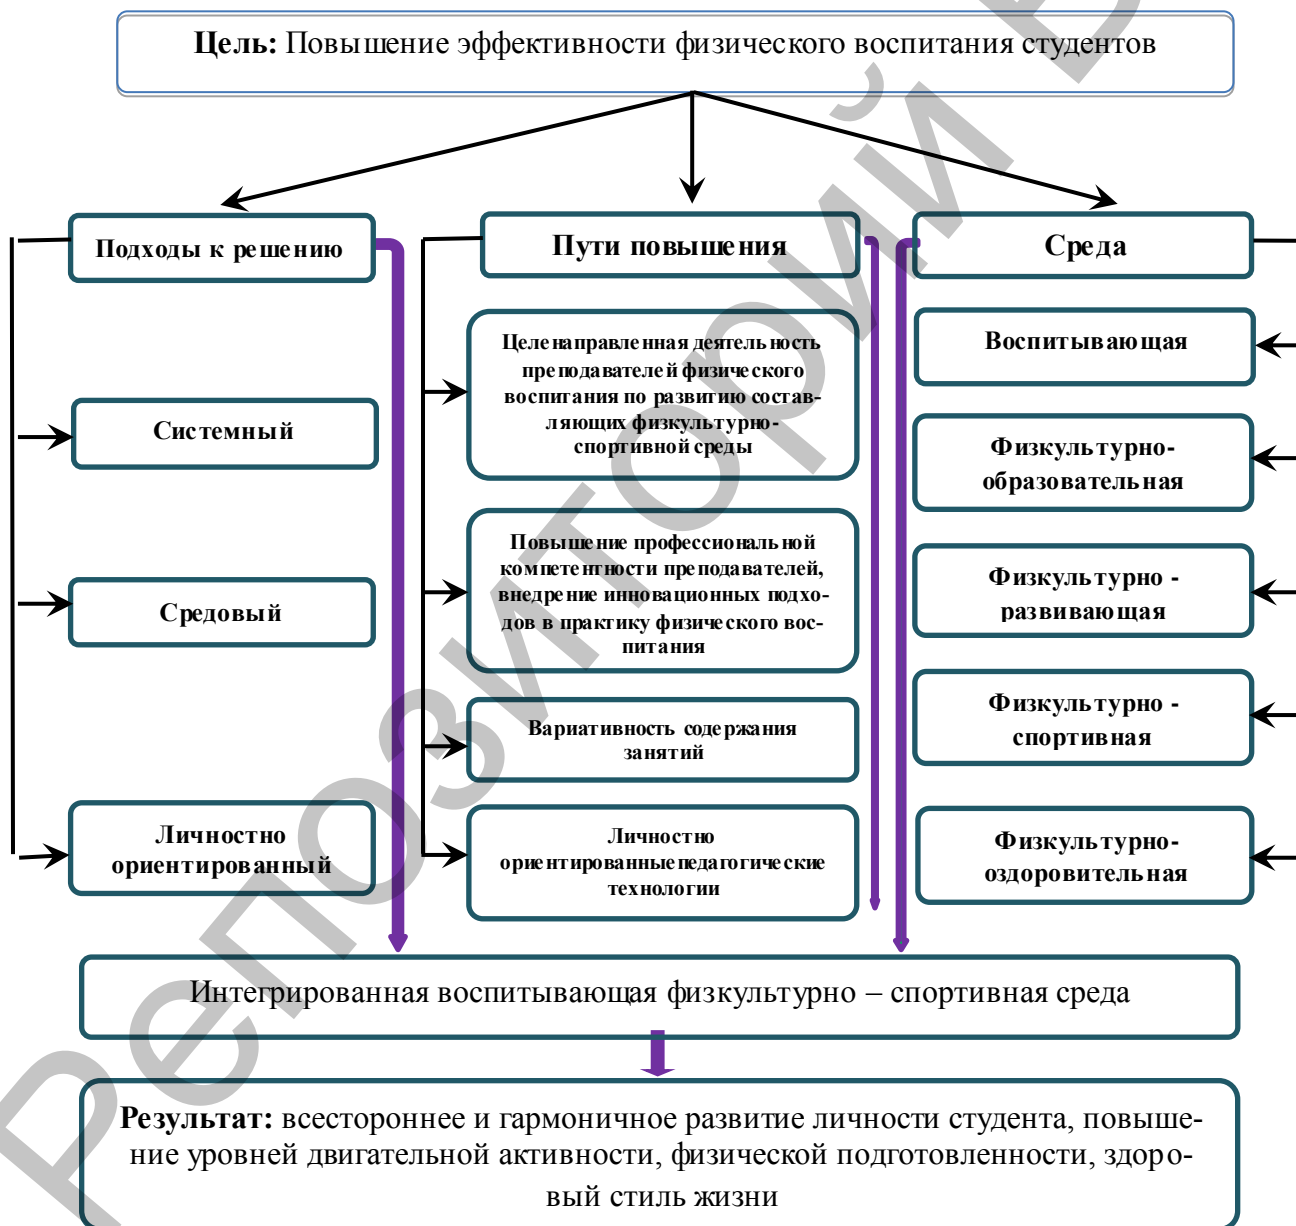 Цель: Повышение эффективности физического воспитания студентов
Подходы к решению
Системный
Средовый
Личностно
ориентированный
Пути повышения
Целенаправленная деятельность
преподавателей физического
воспитания по развитию состав-
ляющих физкультурно-
спортивной среды
Повышение профессиональной
компетентности преподавателей,
внедрение инновационных подхо-
дов в практику физического вос-
питания
Вариативность содержания
занятий
Личностно
ориентированные педагогические
технологии
Среда
Воспитывающая
Физкультурно-
образовательная
Физкультурно -
развивающая
Физкультурно -
спортивная
Физкультурно-
оздоровительная
Интегрированная воспитывающая физкультурно – спортивная среда
Результат: всестороннее и гармоничное развитие личности студента, повыше-
ние уровней двигательной активности, физической подготовленности, здоро-
вый стиль жизни
Репозиторий В